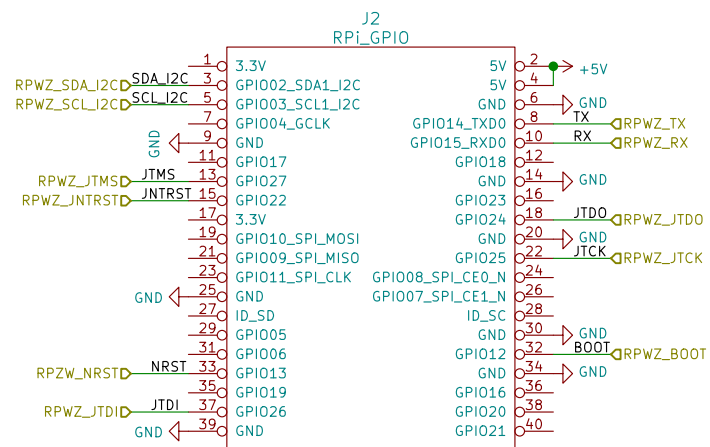 J2
RPi_GPIO
1 3.3V 5V 2 +5V
RPWZ_SDA_I2C SDA_I2C 3 GPIO02_SDA1_I2C 5V 4
RPWZ_SCL_I2C SCL_I2C 5 GPIO03_SCL1_I2C GND 6 GND
7 GPIO04_GCLK GPIO14_TXD0 8 TX RPWZ_TX
GND 9 GND GPIO15_RXD0 10 RX RPWZ_RX
11 GPIO17 GPIO18 12
RPWZ_JTMS JTMS 13 GPIO27 GND 14 GND
RPWZ_JNTRST JNTRST 15 GPIO22 GPIO23 16
17 3.3V GPIO24 18 JTDO RPWZ_JTDO
19 GPIO10_SPI_MOSI GND 20 GND
21 GPIO09_SPI_MISO GPIO25 22 JTCK RPWZ_JTCK
23 GPIO11_SPI_CLK GPIO08_SPI_CE0_N 24
GND 25 GND GPIO07_SPI_CE1_N 26
27 ID_SD ID_SC 28
29 GPIO05 GND 30 GND
31 GPIO06 GPIO12 32 BOOT RPWZ_BOOT
RPZW_NRST NRST 33 GPIO13 GND 34 GND
35 GPIO19 GPIO16 36
RPWZ_JTDI JTDI 37 GPIO26 GPIO20 38
GND 39 GND GPIO21 40